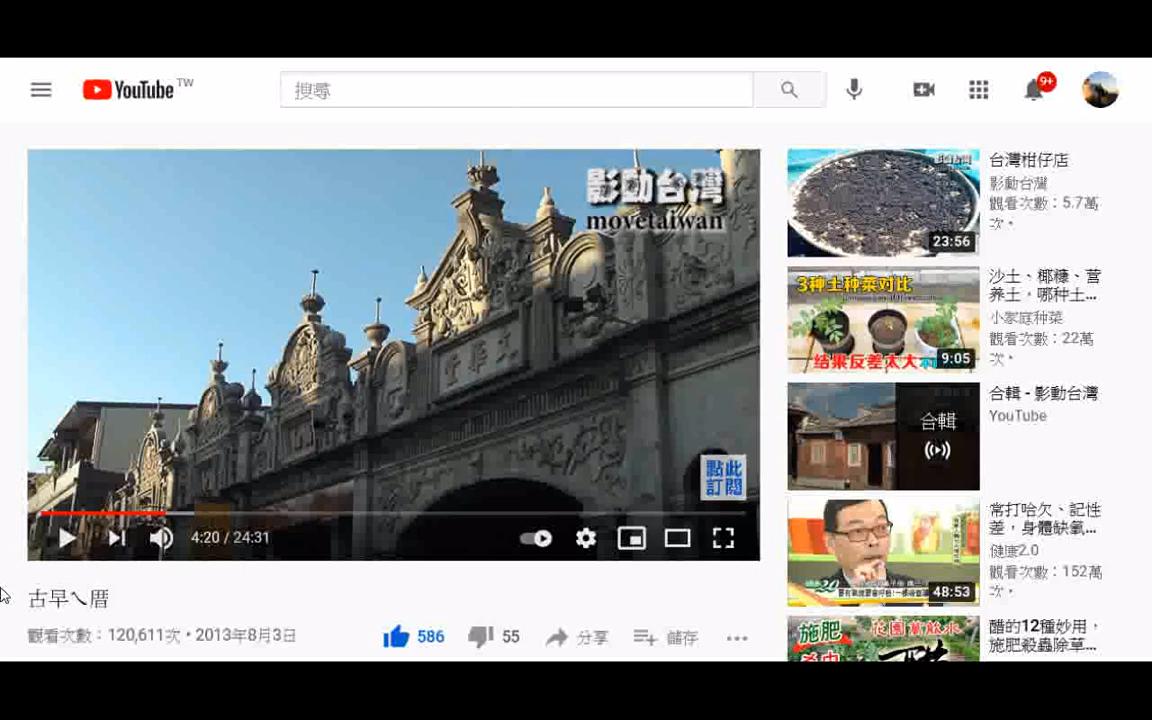 YouTube TW
搜尋
9+
影動台灣
movetaiwan
點此
訂閱
4:20 / 24:31
古早ㄟ厝
觀看次數：120,611次・2013年8月3日
586
55
分享
儲存
23:56
台灣柑仔店
影動台灣
觀看次數：5.7萬
次・
3种土种菜对比
结果反差太大
9:05
沙土、椰糠、营
养土，哪种土...
小家庭种菜
觀看次數：22萬
次・
合輯
合輯 - 影動台灣
YouTube
48:53
常打哈欠、記性
差，身體缺氧...
健康2.0
觀看次數：152萬
次・
施肥
花園萬飲水
醋的12種妙用，
施肥殺蟲除草...